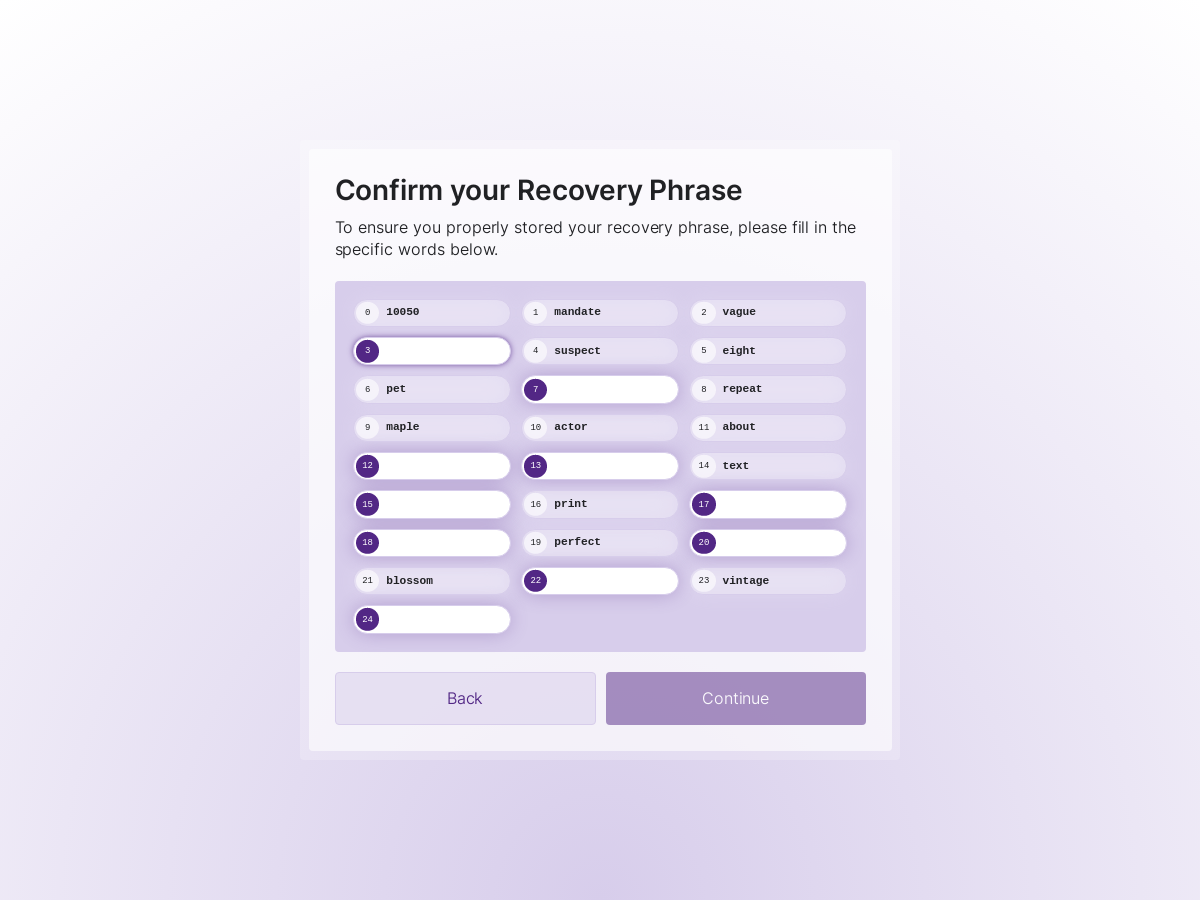 Confirm your Recovery Phrase
To ensure you properly stored your recovery phrase, please fill in the
specific words below.
0 10050 1 mandate 2 vague
3 4 suspect 5 eight
6 pet 7 8 repeat
9 maple 10 actor 11 about
12 13 14 text
15 16 print 17
18 19 perfect 20
21 blossom 22 23 vintage
24
Back Continue